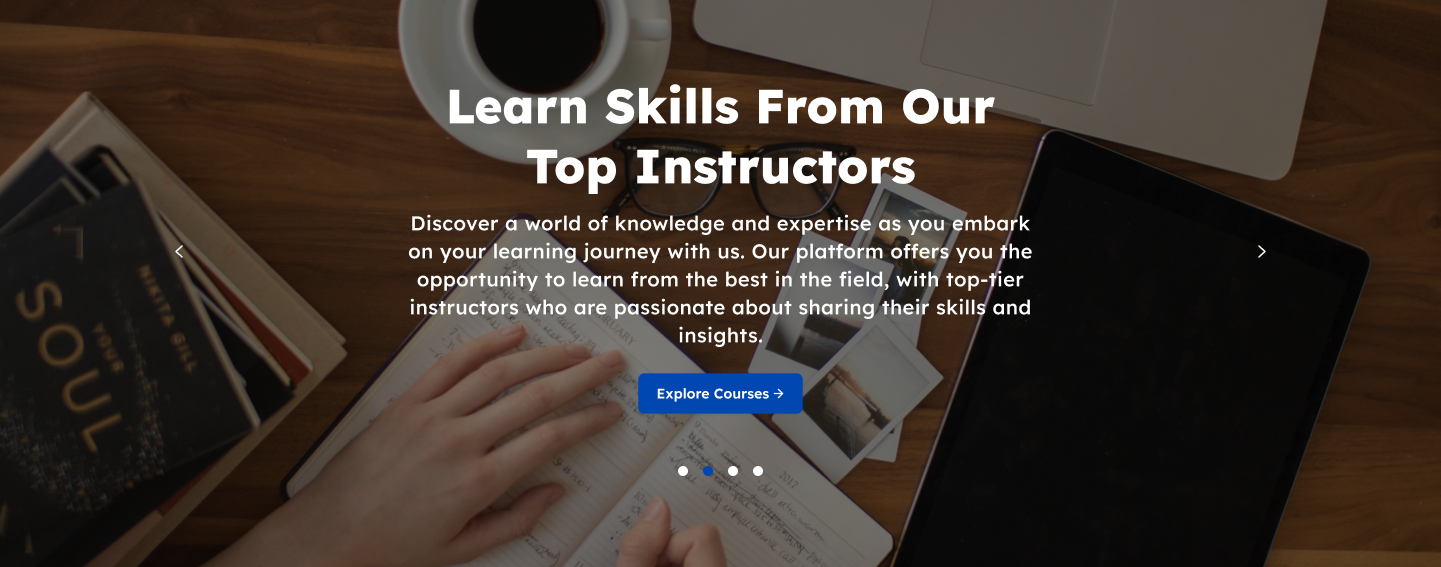 Learn Skills From Our
Top Instructors
Discover a world of knowledge and expertise as you embark
on your learning journey with us. Our platform offers you the
opportunity to learn from the best in the field, with top-tier
instructors who are passionate about sharing their skills and
insights.
Explore Courses →
NIKITA GILL
YOUR
SOUL
2017